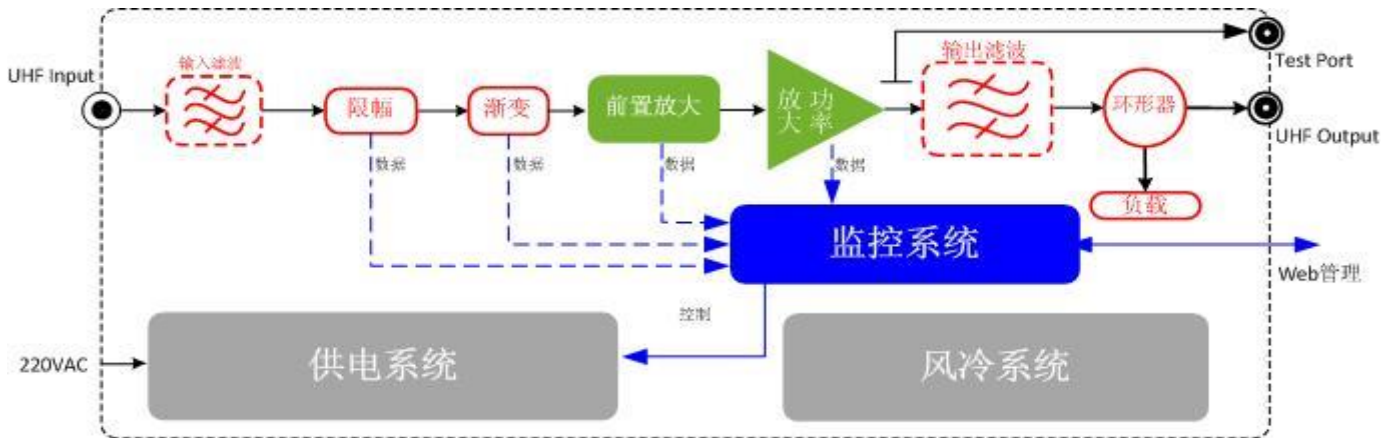 输入滤波
输出滤波
UHF Input
Test Port
限幅
渐变
前置放大
放 功
大 率
环形器
UHF Output
数据
数据
数据
数据
负载
监控系统
Web管理
控制
220VAC
供电系统
风冷系统